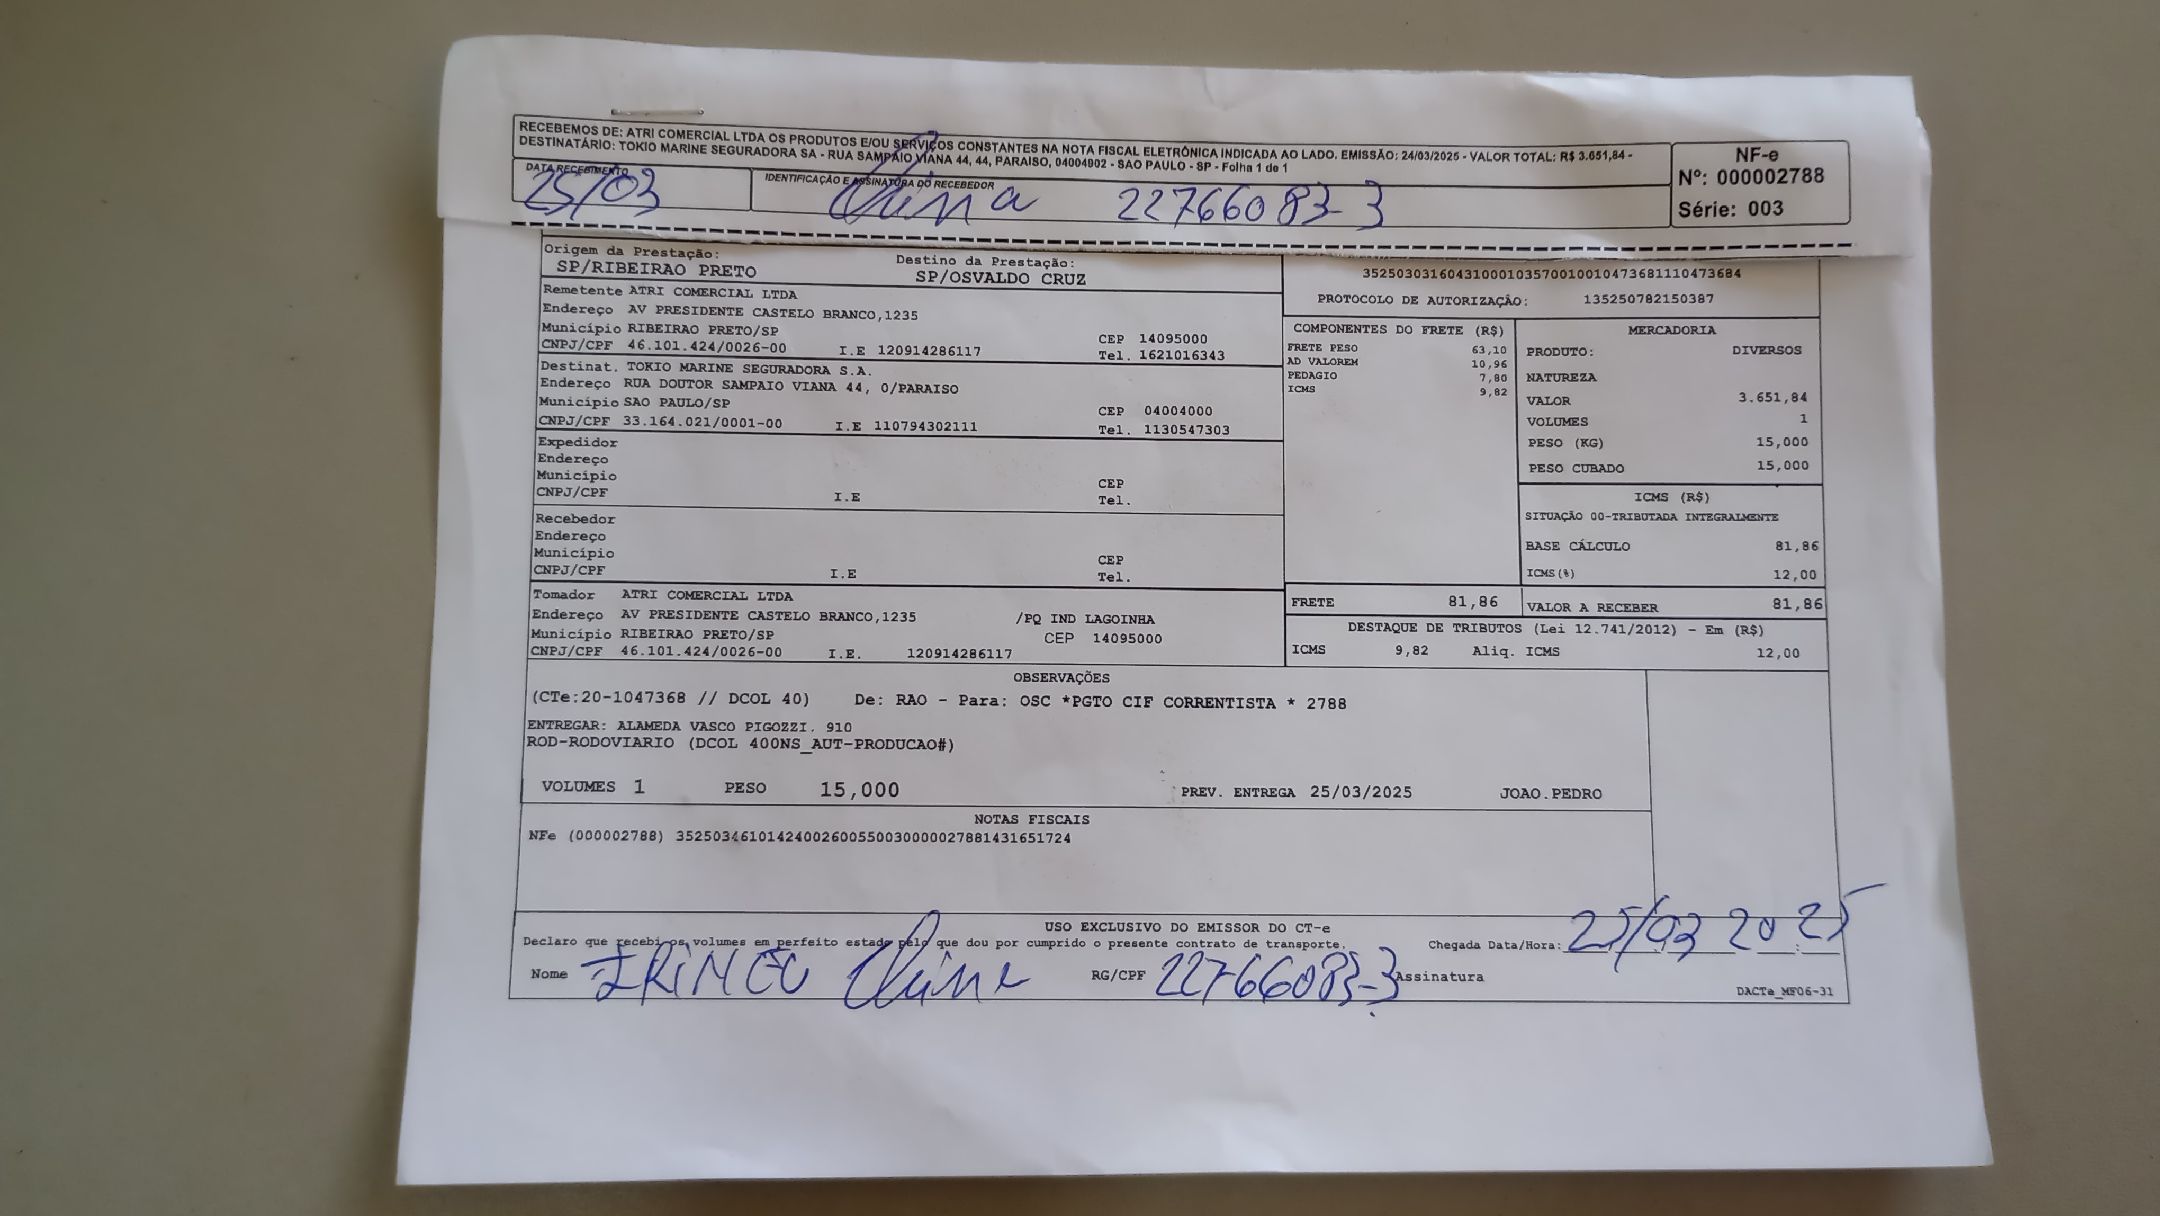 RECEBEMOS DE: ATRI COMERCIAL LTDA OS PRODUTOS E/OU SERVIÇOS CONSTANTES NA NOTA FISCAL ELETRÔNICA INDICADA AO LADO. EMISSÃO: 24/03/2025 - VALOR TOTAL: R$ 3.651,84 -
DESTINATÁRIO: TOKIO MARINE SEGURADORA SA - RUA SAMPAIO VIANA 44, 44, PARAISO, 04004002 - SAO PAULO - SP - Folha 1 de 1
NF-e
Nº: 000002788
Série: 003
DATA RECEBIMENTO
25/03
IDENTIFICAÇÃO E ASSINATURA DO RECEBEDOR
22766083-3
Origem da Prestação:
SP/RIBEIRAO PRETO
Destino da Prestação:
SP/OSVALDO CRUZ
Remetente ATRI COMERCIAL LTDA
Endereço AV PRESIDENTE CASTELO BRANCO,1235
Município RIBEIRAO PRETO/SP CEP 14095000
CNPJ/CPF 46.101.424/0026-00 I.E 120914286117 Tel. 1621016343
Destinat. TOKIO MARINE SEGURADORA S.A.
Endereço RUA DOUTOR SAMPAIO VIANA 44, 0/PARAISO
Município SAO PAULO/SP CEP 04004000
CNPJ/CPF 33.164.021/0001-00 I.E 110794302111 Tel. 1130547303
Expedidor
Endereço
Município CEP
CNPJ/CPF I.E Tel.
Recebedor
Endereço
Município CEP
CNPJ/CPF I.E Tel.
Tomador ATRI COMERCIAL LTDA
Endereço AV PRESIDENTE CASTELO BRANCO,1235 /PQ IND LAGOINHA
Município RIBEIRAO PRETO/SP CEP 14095000
CNPJ/CPF 46.101.424/0026-00 I.E. 120914286117
35250303160431000103570010010473681110473684
PROTOCOLO DE AUTORIZAÇÃO: 135250782150387
COMPONENTES DO FRETE (R$)
FRETE PESO 63,10
AD VALOREM 10,96
PEDAGIO 7,80
ICMS 9,82
MERCADORIA
PRODUTO: DIVERSOS
NATUREZA
VALOR 3.651,84
VOLUMES 1
PESO (KG) 15,000
PESO CUBADO 15,000
ICMS (R$)
SITUAÇÃO 00-TRIBUTADA INTEGRALMENTE
BASE CÁLCULO 81,86
ICMS(%) 12,00
FRETE 81,86 VALOR A RECEBER 81,86
DESTAQUE DE TRIBUTOS (Lei 12.741/2012) - Em (R$)
ICMS 9,82 Aliq. ICMS 12,00
OBSERVAÇÕES
(CTe:20-1047368 // DCOL 40) De: RAO - Para: OSC *PGTO CIF CORRENTISTA * 2788
ENTREGAR: ALAMEDA VASCO PIGOZZI. 910
ROD-RODOVIARIO (DCOL 400NS_AUT-PRODUCAO#)
VOLUMES 1 PESO 15,000 PREV. ENTREGA 25/03/2025 JOAO.PEDRO
NOTAS FISCAIS
NFe (000002788) 35250346101424002600550030000027881431651724
USO EXCLUSIVO DO EMISSOR DO CT-e
Declaro que recebi os volumes em perfeito estado pelo que dou por cumprido o presente contrato de transporte. Chegada Data/Hora: 25/03 2025
Nome IRINEU RG/CPF 22766083-3 Assinatura
DACTe_MF06-31